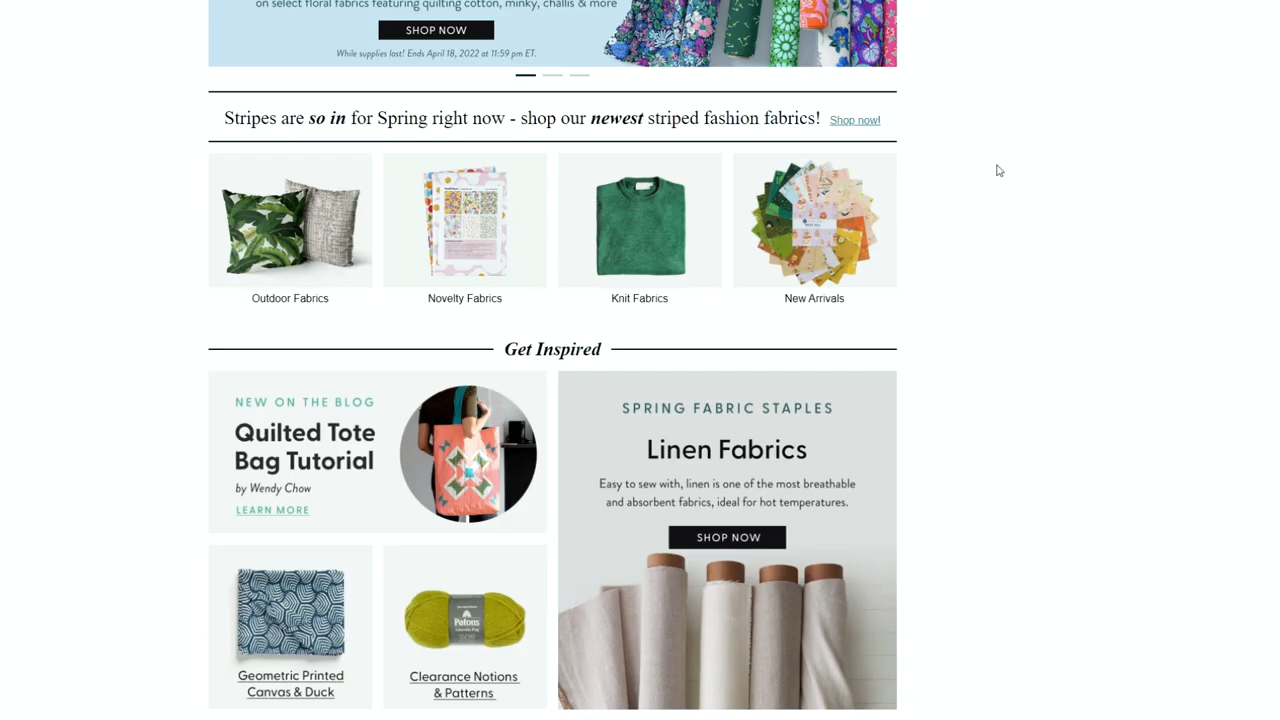 on select floral fabrics featuring quilting cotton, minky, challis & more
SHOP NOW
While supplies last! Ends April 18, 2022 at 11:59 pm ET.
Stripes are so in for Spring right now - shop our newest striped fashion fabrics! Shop now!
Outdoor Fabrics
Novelty Fabrics
Knit Fabrics
New Arrivals
Get Inspired
NEW ON THE BLOG
Quilted Tote
Bag Tutorial
by Wendy Chow
LEARN MORE
SPRING FABRIC STAPLES
Linen Fabrics
Easy to sew with, linen is one of the most breathable
and absorbent fabrics, ideal for hot temperatures.
SHOP NOW
Geometric Printed
Canvas & Duck
Patons
Clearance Notions
& Patterns